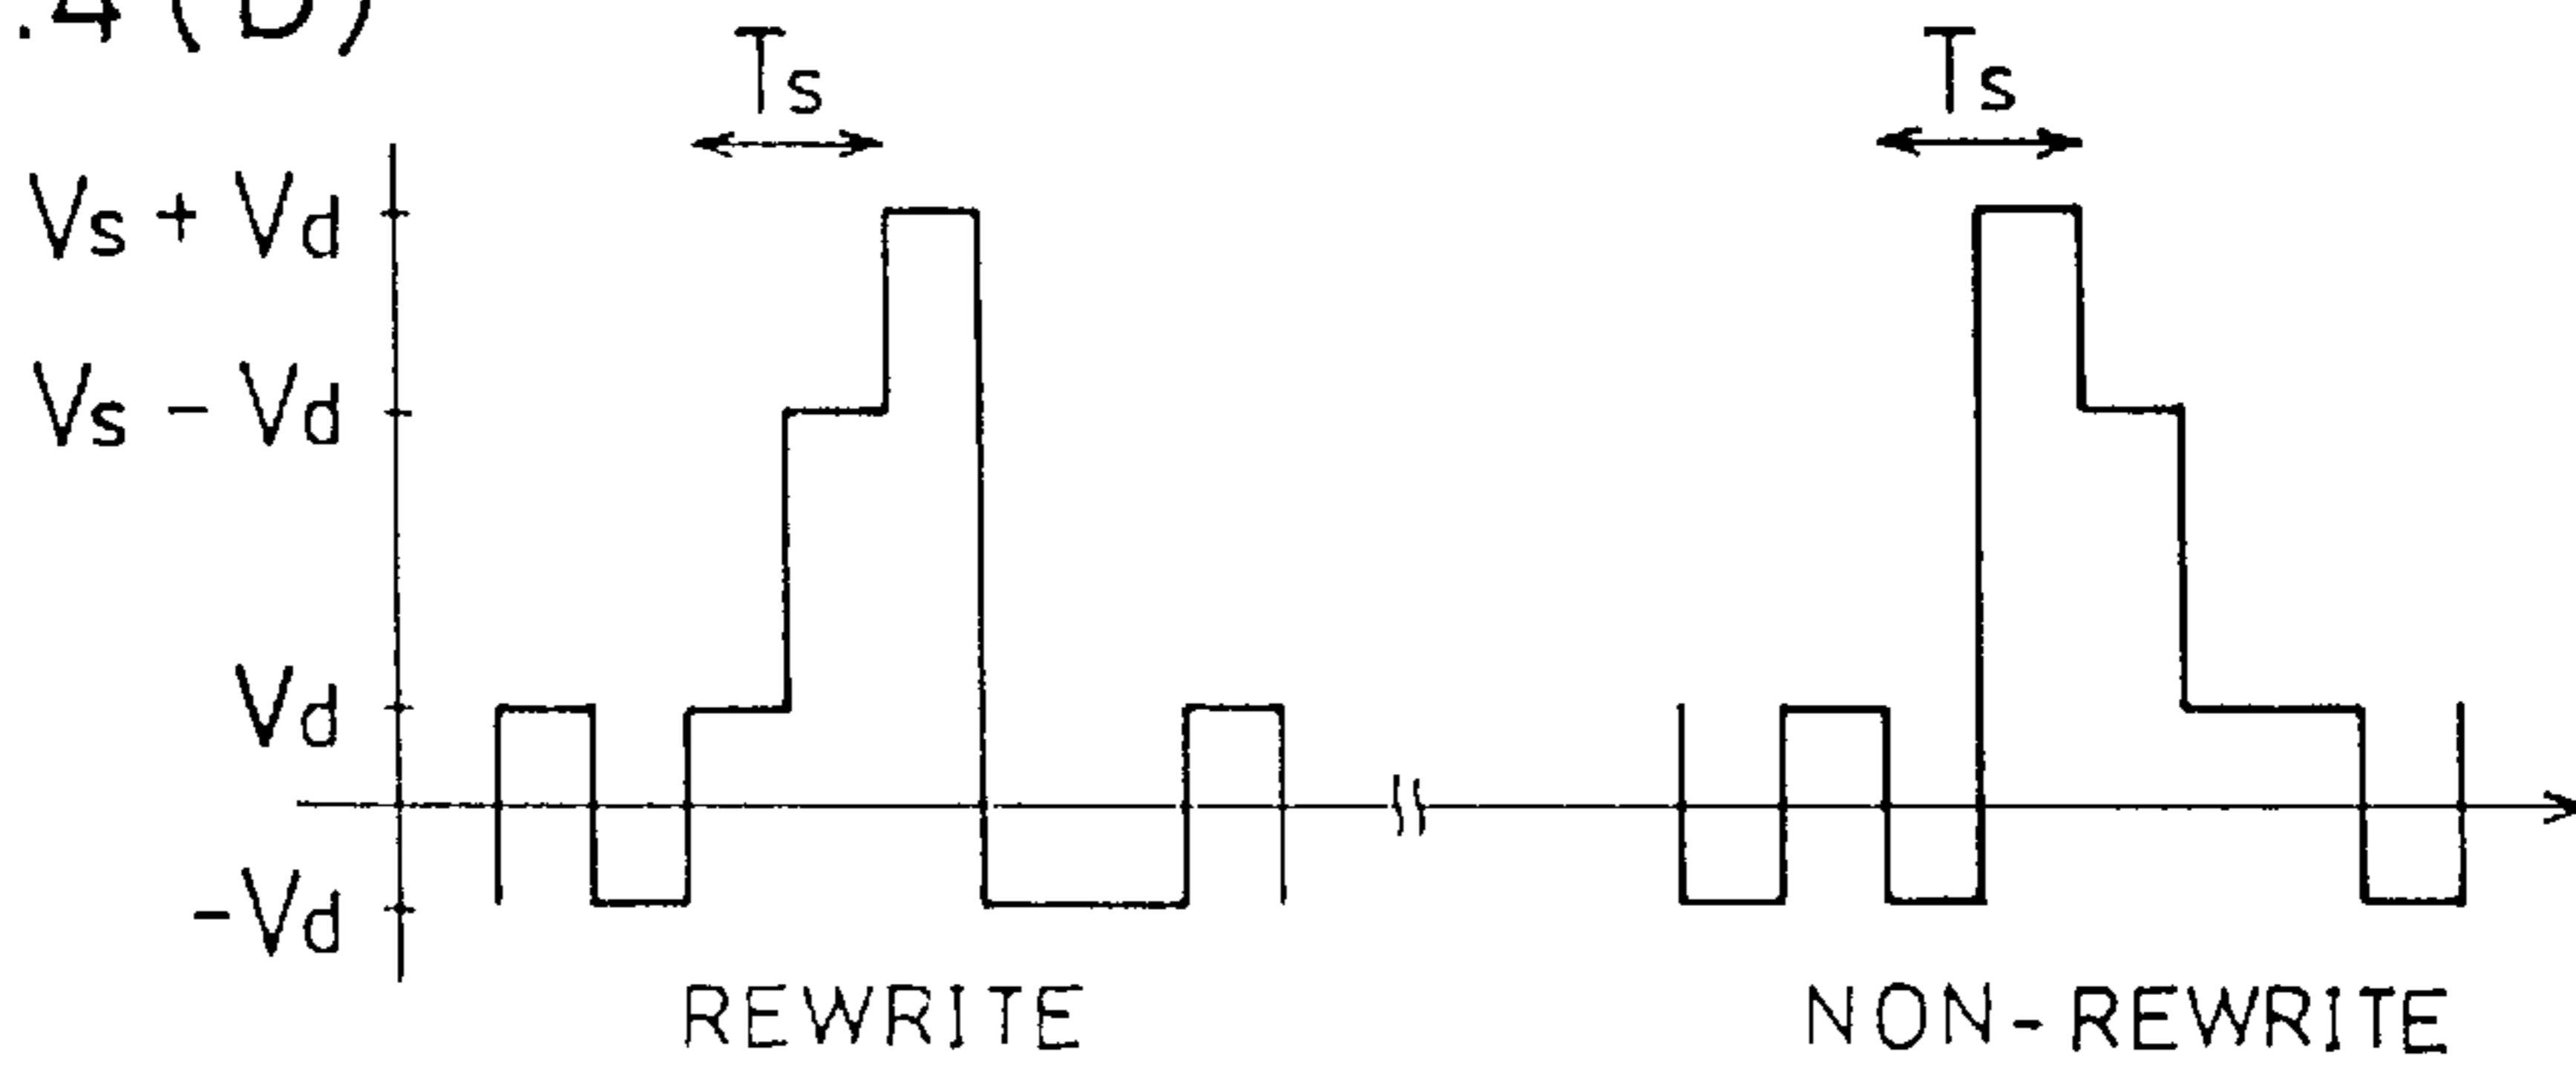 .4 (D)
Ts Ts
Vs + Vd
Vs - Vd
Vd
-Vd
REWRITE NON-REWRITE